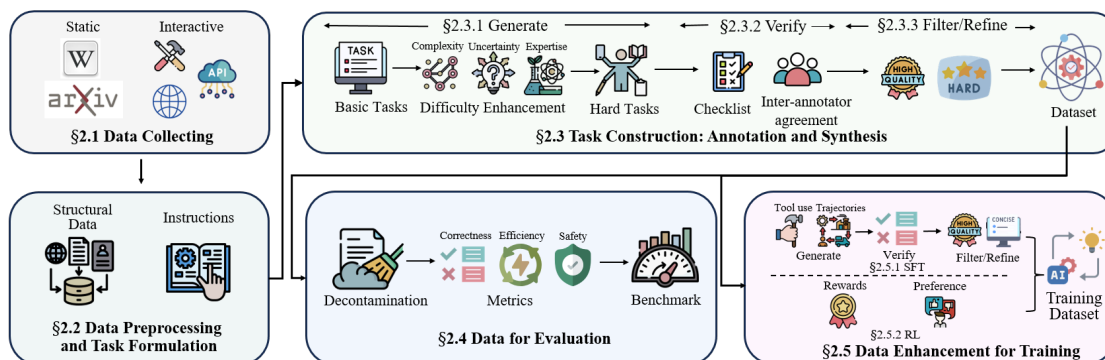 Static
Interactive
W
API
arXiv
§2.1 Data Collecting
§2.3.1 Generate
§2.3.2 Verify
§2.3.3 Filter/Refine
TASK
Complexity
Uncertainty
Expertise
HIGH
QUALITY
HARD
Basic Tasks
Difficulty Enhancement
Hard Tasks
Checklist
Inter-annotator
agreement
Dataset
§2.3 Task Construction: Annotation and Synthesis
Structural
Data
Instructions
§2.2 Data Preprocessing
and Task Formulation
Correctness
Efficiency
Safety
Decontamination
Metrics
Benchmark
§2.4 Data for Evaluation
Tool use
Trajectories
HIGH
QUALITY
CONCISE
Generate
Verify
Filter/Refine
§2.5.1 SFT
Rewards
Preference
§2.5.2 RL
AI
Training
Dataset
§2.5 Data Enhancement for Training